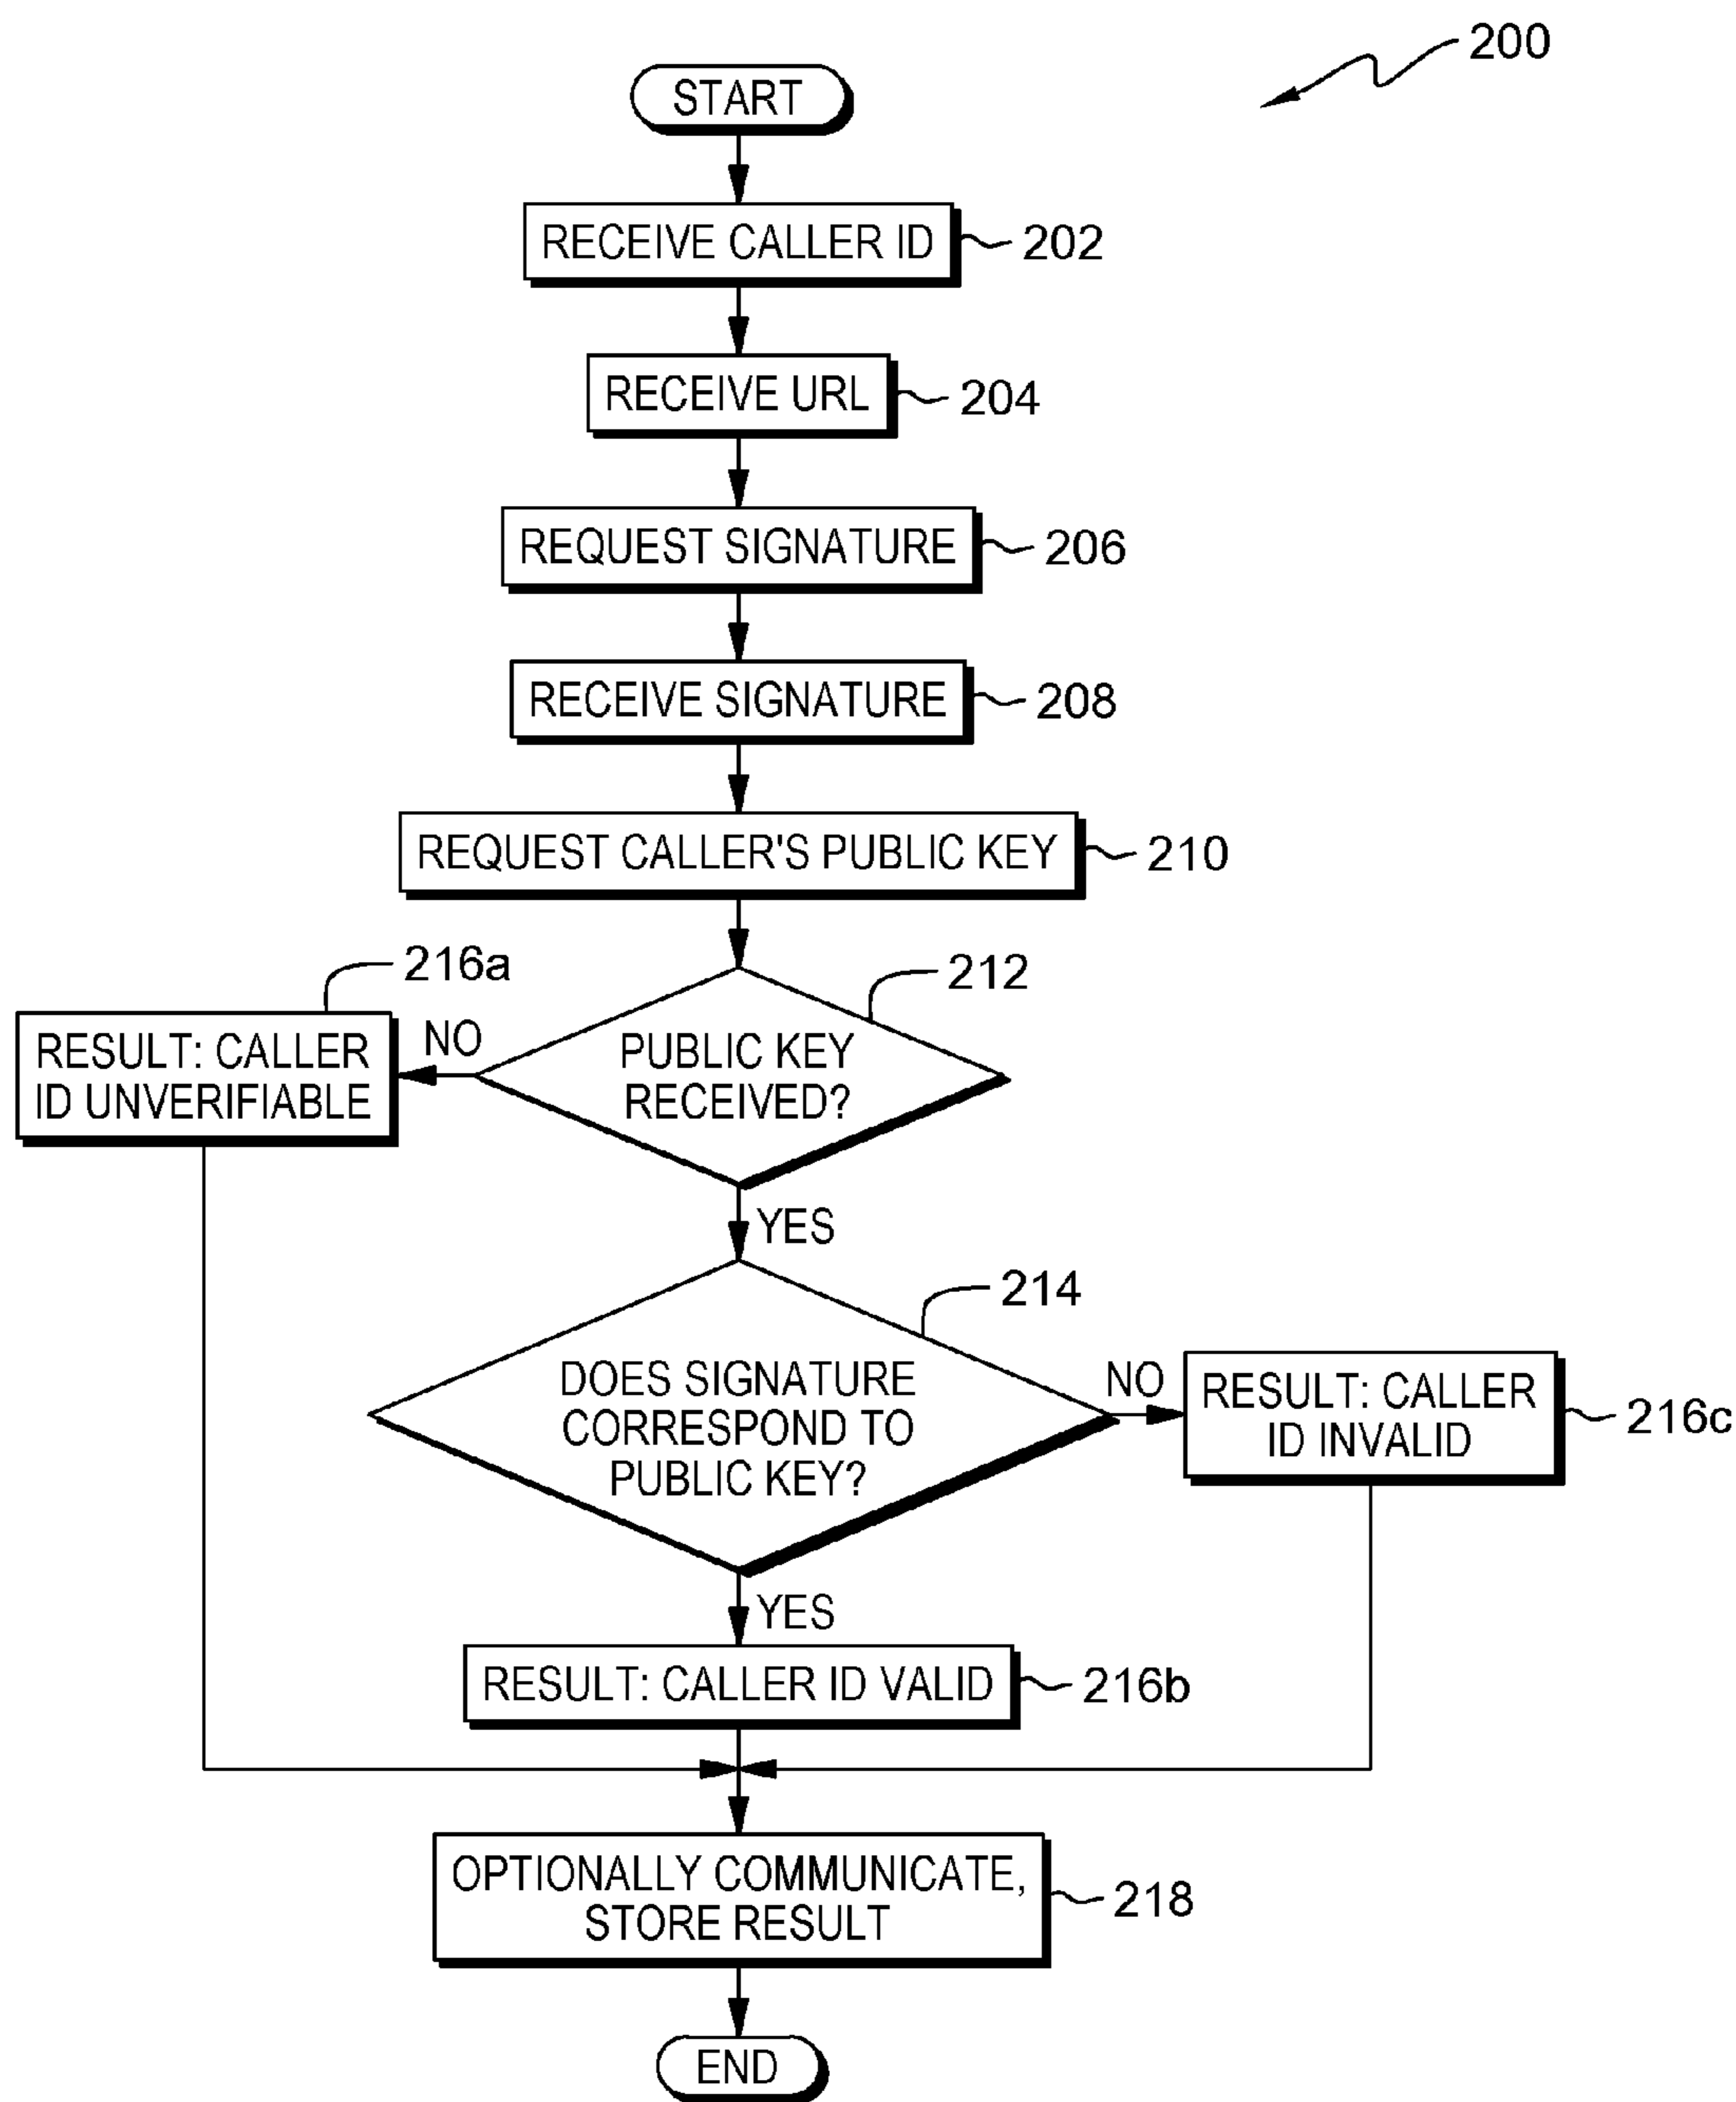 200
START
RECEIVE CALLER ID
202
RECEIVE URL
204
REQUEST SIGNATURE
206
RECEIVE SIGNATURE
208
REQUEST CALLER'S PUBLIC KEY
210
216a
212
RESULT: CALLER
ID UNVERIFIABLE
NO
PUBLIC KEY
RECEIVED?
YES
214
DOES SIGNATURE
CORRESPOND TO
PUBLIC KEY?
NO
RESULT: CALLER
ID INVALID
216c
YES
RESULT: CALLER ID VALID
216b
OPTIONALLY COMMUNICATE,
STORE RESULT
218
END